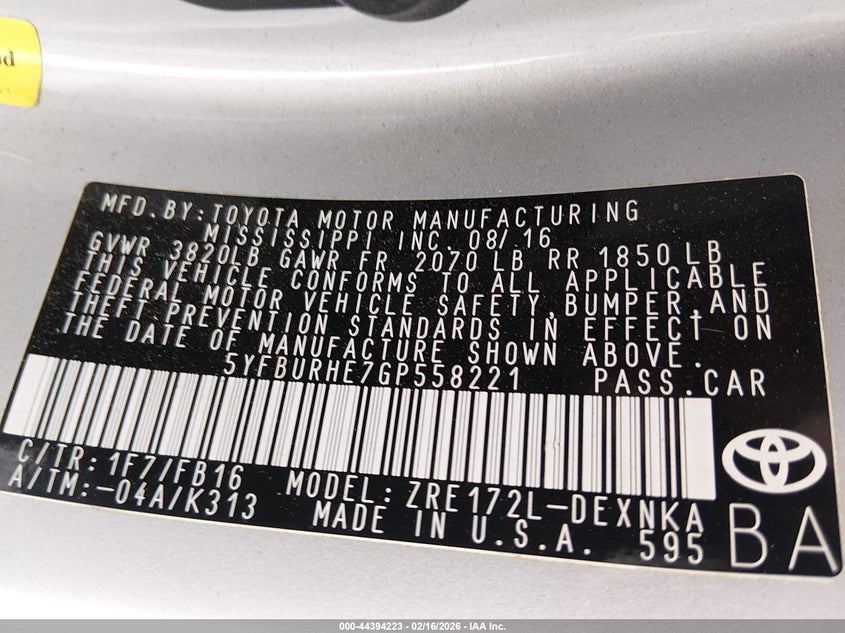 MFD.BY:TOYOTA MOTOR MANUFACTURING
MISSISSIPPI INC. 08/16
GVWR 3820LB GAWR FR 2070 LB RR 1850 LB
THIS VEHICLE CONFORMS TO ALL APPLICABLE
FEDERAL MOTOR VEHICLE SAFETY,BUMPER,AND
THEFT PREVENTION STANDARDS IN EFFECT ON
THE DATE OF MANUFACTURE SHOWN ABOVE.
5YFBURHE7GP558221 PASS.CAR
C/TR: 1F7/FB16
A/TM:-04A/K313
MODEL: ZRE172L-DEXNKA
MADE IN U.S.A. 595
BA
000-44394223 - 02/16/2026 - IAA Inc.